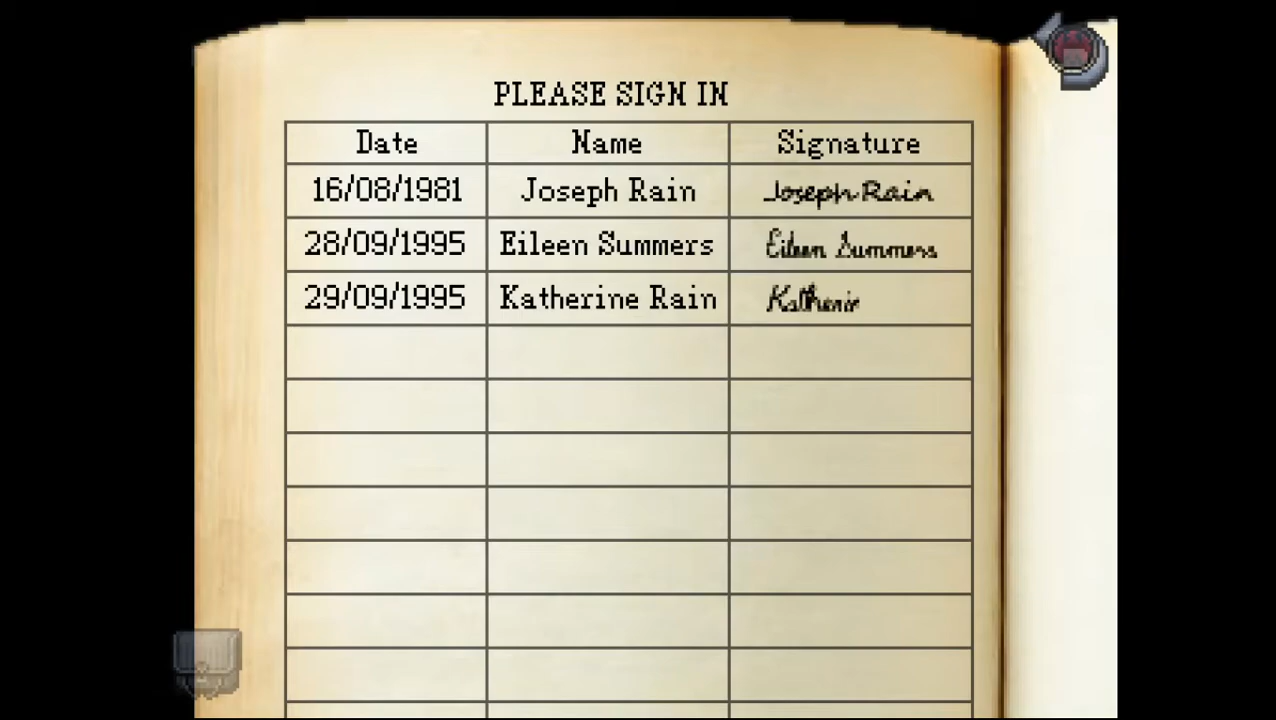 PLEASE SIGN IN
Date Name Signature
16/08/1981 Joseph Rain Joseph Rain
28/09/1995 Eileen Summers Eileen Summers
29/09/1995 Katherine Rain Katherin